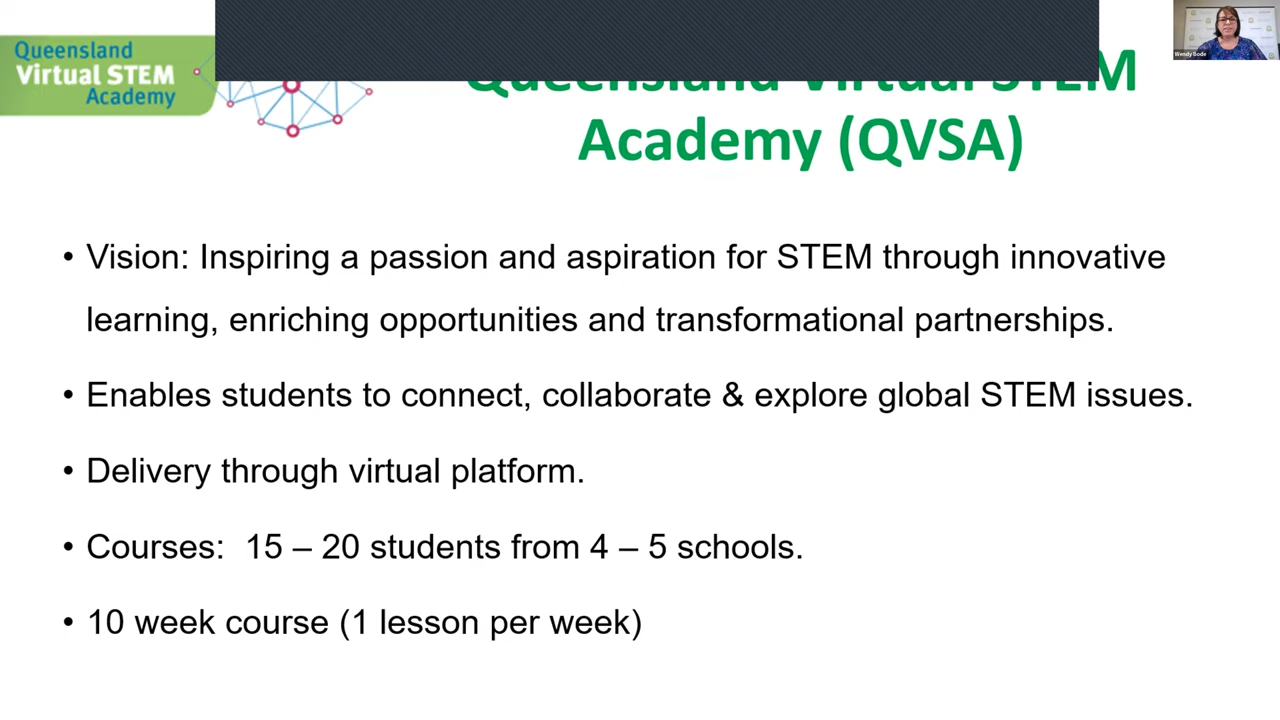 Queensland
Virtual STEM
Academy
Wendy Bode
Queensland Virtual STEM
Academy (QVSA)
• Vision: Inspiring a passion and aspiration for STEM through innovative
learning, enriching opportunities and transformational partnerships.
• Enables students to connect, collaborate & explore global STEM issues.
• Delivery through virtual platform.
• Courses:  15 – 20 students from 4 – 5 schools.
• 10 week course (1 lesson per week)